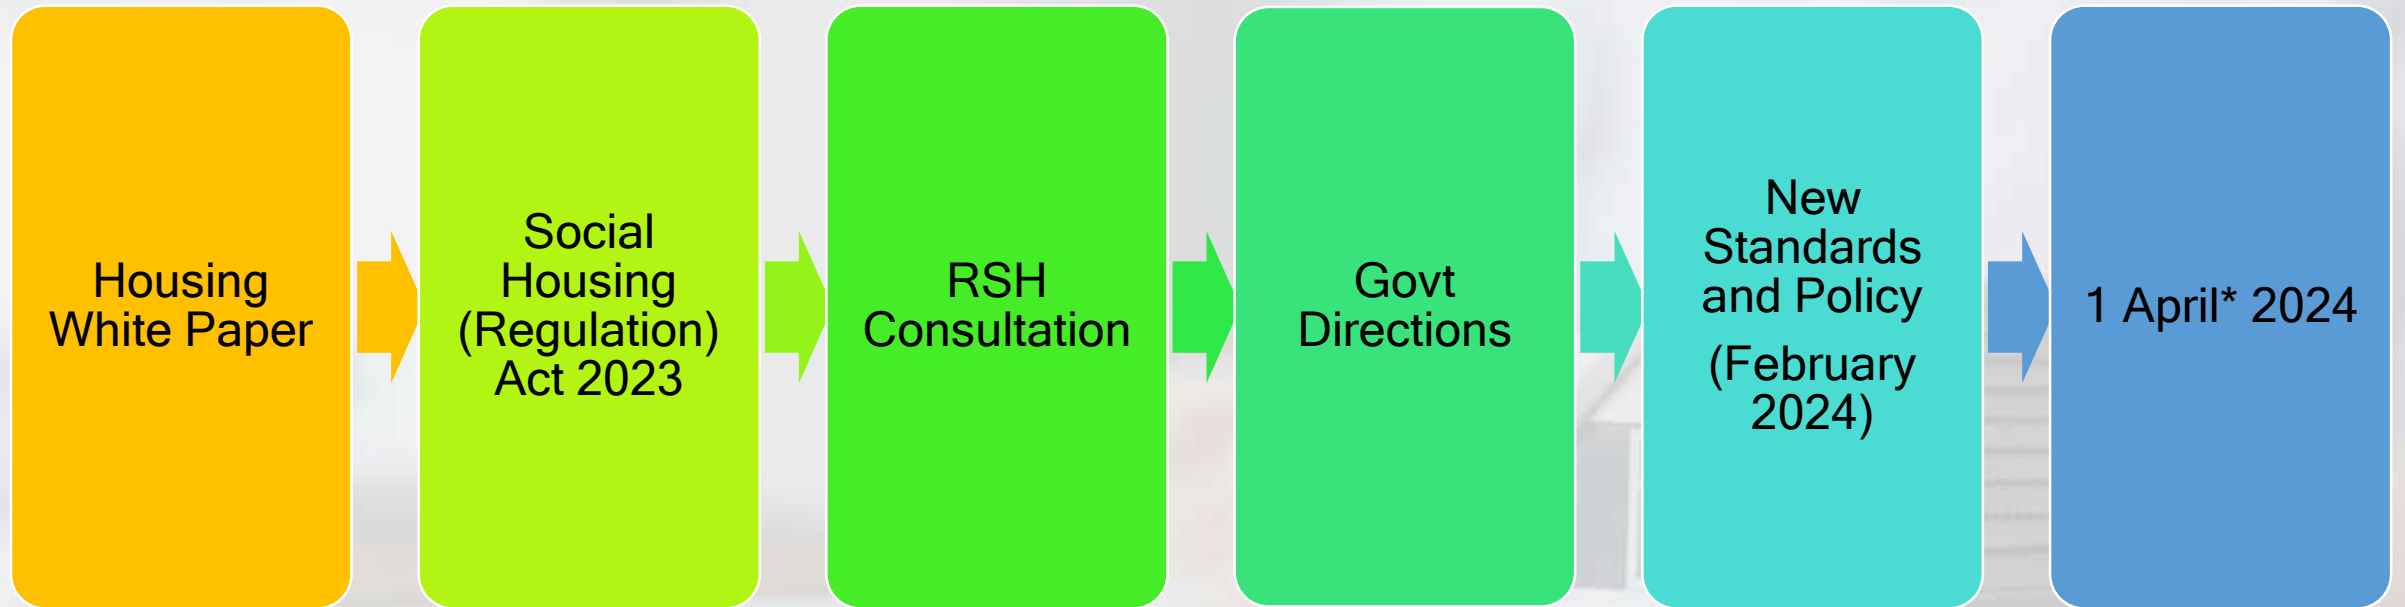 Housing
White Paper
Social
Housing
(Regulation)
Act 2023
RSH
Consultation
Govt
Directions
New
Standards
and Policy
(February
2024)
1 April* 2024